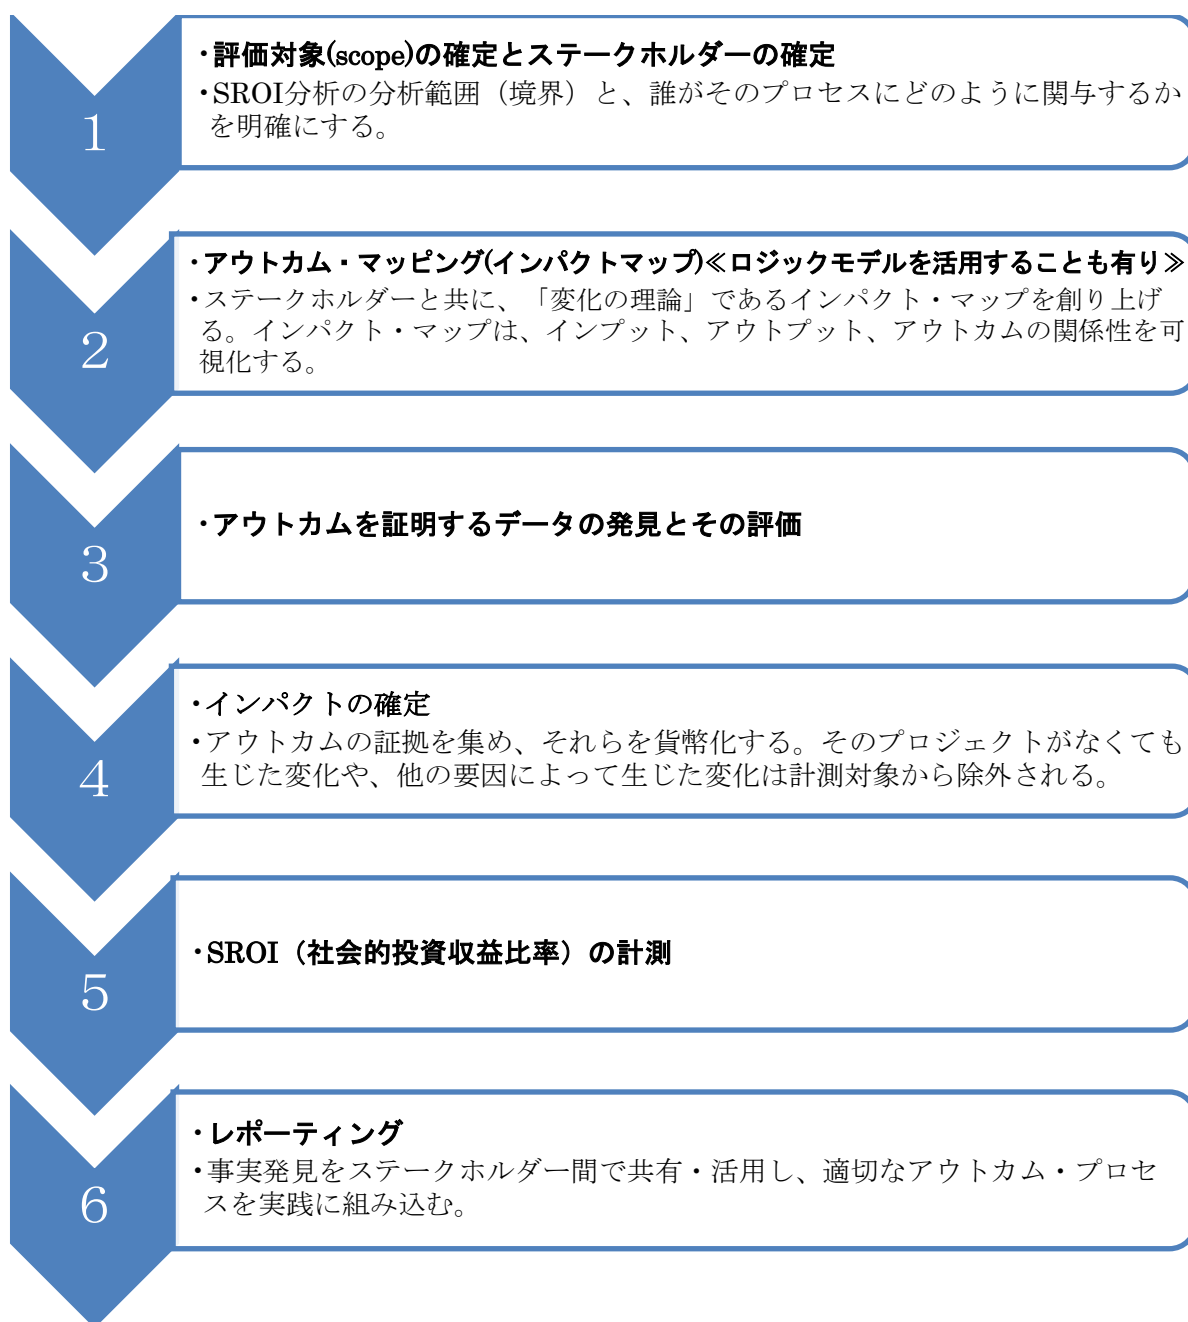 1
・評価対象(scope)の確定とステークホルダーの確定
・SROI分析の分析範囲（境界）と、誰がそのプロセスにどのように関与するか
を明確にする。
2
・アウトカム・マッピング(インパクトマップ)≪ロジックモデルを活用することも有り≫
・ステークホルダーと共に、「変化の理論」であるインパクト・マップを創り上げ
る。インパクト・マップは、インプット、アウトプット、アウトカムの関係性を可
視化する。
3
・アウトカムを証明するデータの発見とその評価
4
・インパクトの確定
・アウトカムの証拠を集め、それらを貨幣化する。そのプロジェクトがなくても
生じた変化や、他の要因によって生じた変化は計測対象から除外される。
5
・SROI（社会的投資収益比率）の計測
6
・レポーティング
・事実発見をステークホルダー間で共有・活用し、適切なアウトカム・プロセ
スを実践に組み込む。